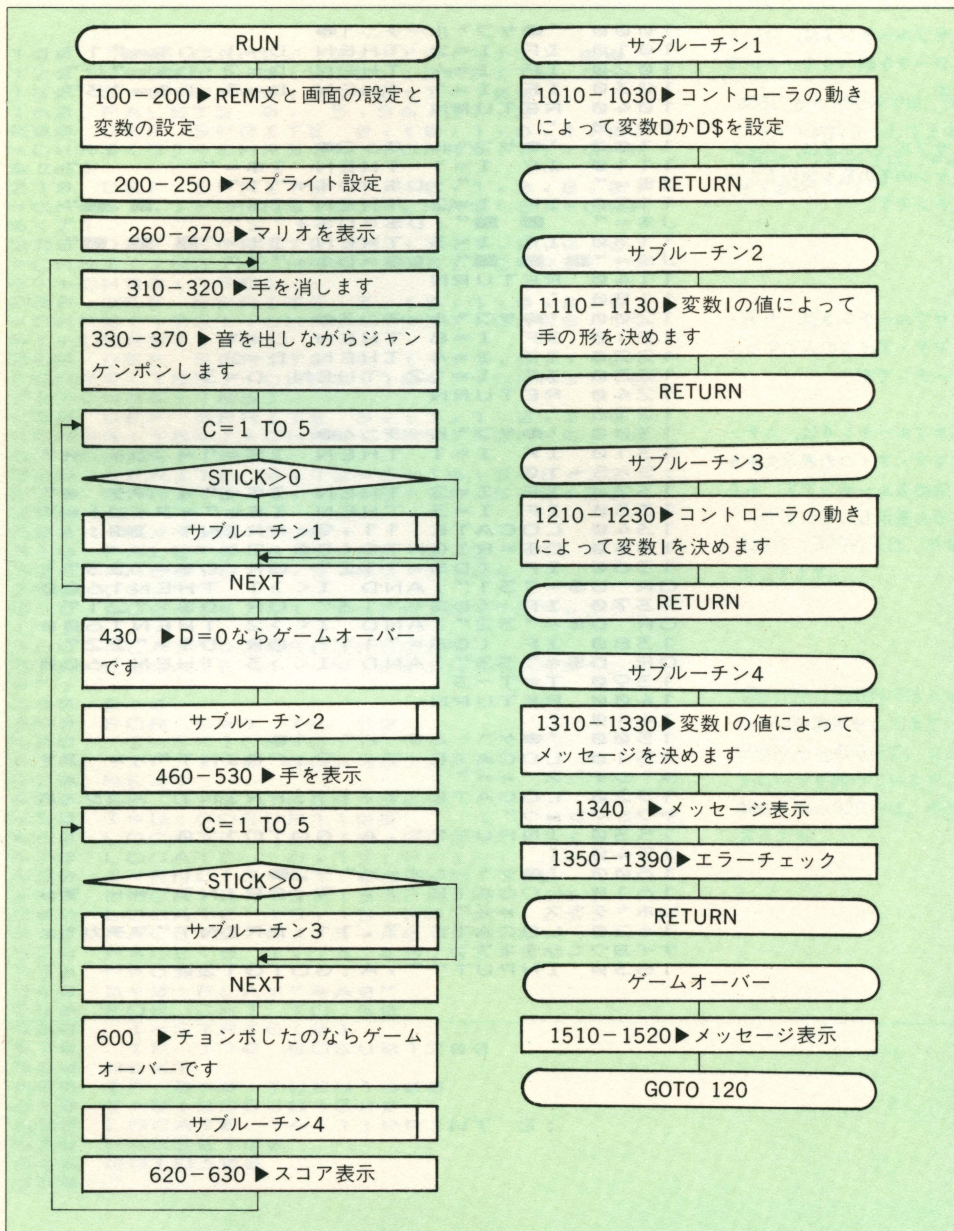 RUN
100-200 ▶REM文と画面の設定と
変数の設定
200-250 ▶スプライト設定
260-270 ▶マリオを表示
310-320 ▶手を消します
330-370 ▶音を出しながらジャン
ケンポンします
C=1 TO 5
STICK>0
サブルーチン1
NEXT
430 ▶D=0ならゲームオーバー
です
サブルーチン2
460-530 ▶手を表示
C=1 TO 5
STICK>0
サブルーチン3
NEXT
600 ▶チョンボしたのならゲーム
オーバーです
サブルーチン4
620-630 ▶スコア表示
サブルーチン1
1010-1030▶コントローラの動き
によって変数DかD$を設定
RETURN
サブルーチン2
1110-1130▶変数Iの値によって
手の形を決めます
RETURN
サブルーチン3
1210-1230▶コントローラの動き
によって変数Iを決めます
RETURN
サブルーチン4
1310-1330▶変数Iの値によって
メッセージを決めます
1340 ▶メッセージ表示
1350-1390▶エラーチェック
RETURN
ゲームオーバー
1510-1520▶メッセージ表示
GOTO 120